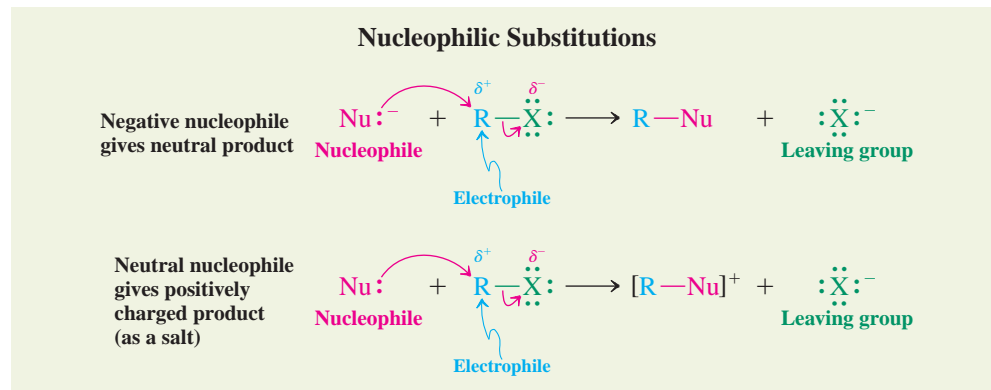 Nucleophilic Substitutions
δ+ δ−
Negative nucleophile
gives neutral product
Nu:− + R—X: ⟶ R—Nu + :X:−
Nucleophile
Leaving group
Electrophile
δ+ δ−
Neutral nucleophile
gives positively
charged product
(as a salt)
Nu: + R—X: ⟶ [R—Nu]+ + :X:−
Nucleophile
Leaving group
Electrophile